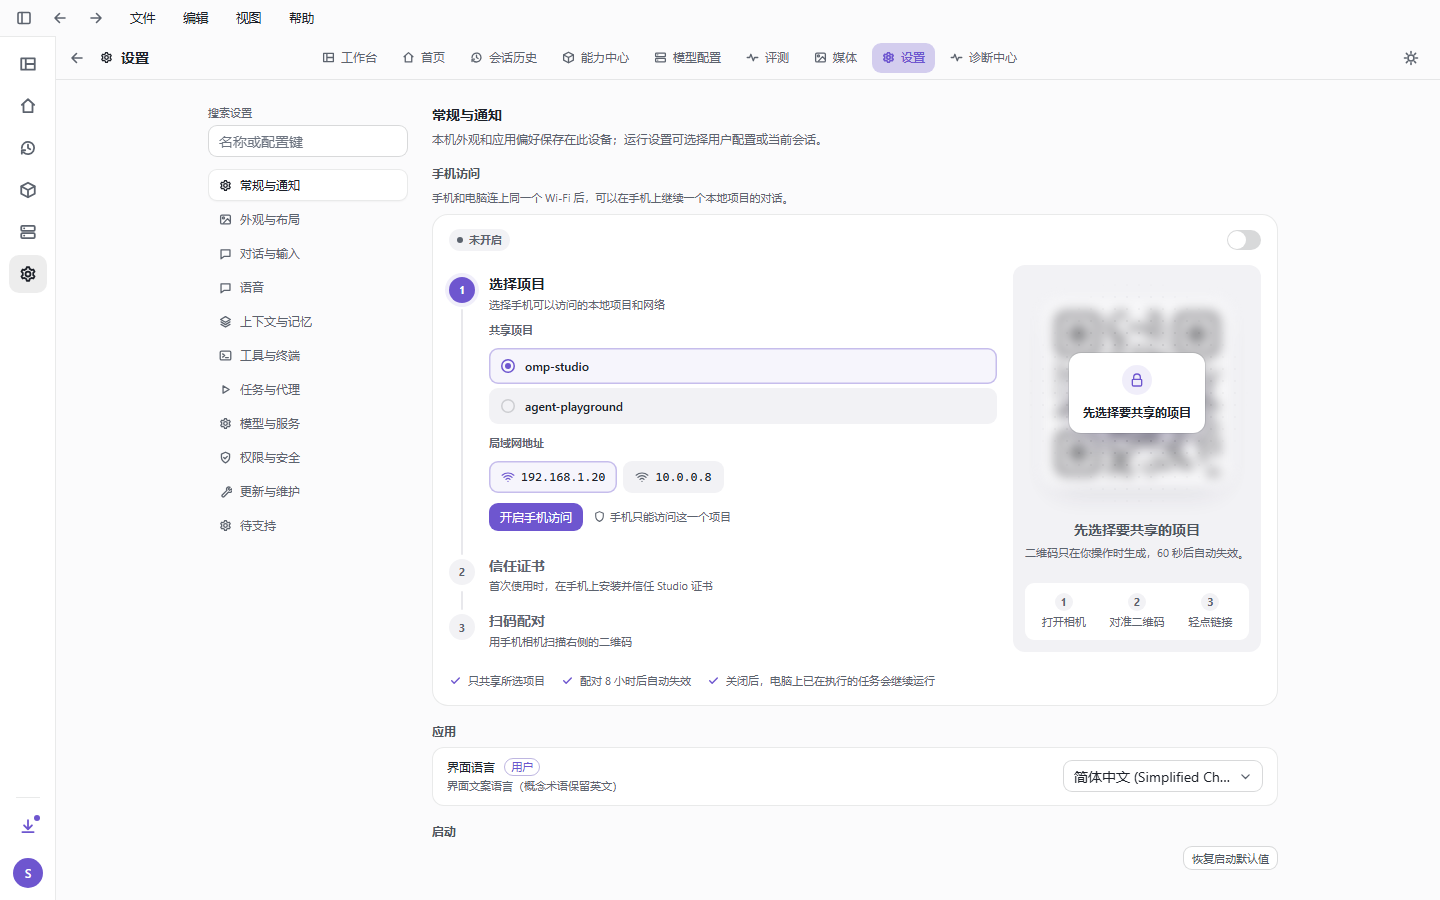 文件 编辑 视图 帮助
设置
工作台 首页 会话历史 能力中心 模型配置 评测 媒体 设置 诊断中心
搜索设置
名称或配置键
常规与通知
外观与布局
对话与输入
语音
上下文与记忆
工具与终端
任务与代理
模型与服务
权限与安全
更新与维护
待支持
常规与通知
本机外观和应用偏好保存在此设备；运行设置可选择用户配置或当前会话。
手机访问
手机和电脑连上同一个 Wi-Fi 后，可以在手机上继续一个本地项目的对话。
未开启
1 选择项目
选择手机可以访问的本地项目和网络
共享项目
omp-studio
agent-playground
局域网地址
192.168.1.20 10.0.0.8
开启手机访问 手机只能访问这一个项目
2 信任证书
首次使用时，在手机上安装并信任 Studio 证书
3 扫码配对
用手机相机扫描右侧的二维码
先选择要共享的项目
先选择要共享的项目
二维码只在你操作时生成，60 秒后自动失效。
1 2 3
打开相机 对准二维码 轻点链接
只共享所选项目 配对 8 小时后自动失效 关闭后，电脑上已在执行的任务会继续运行
应用
界面语言 用户
界面文案语言（概念术语保留英文）
简体中文 (Simplified Ch...
启动
恢复启动默认值
S